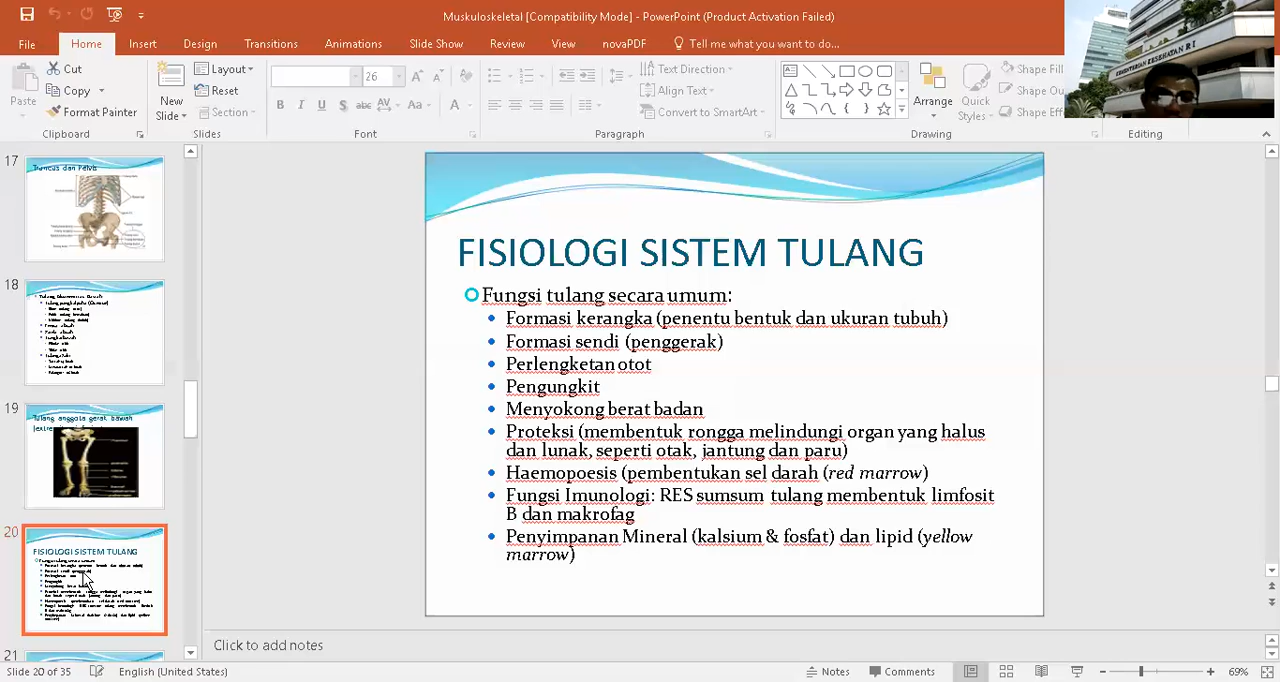 Muskuloskeletal [Compatibility Mode] - PowerPoint (Product Activation Failed)
File Home Insert Design Transitions Animations Slide Show Review View novaPDF Tell me what you want to do...
Paste
Cut
Copy
Format Painter
Clipboard
New Slide
Layout
Reset
Section
Slides
26
Font
Text Direction
Align Text
Convert to SmartArt
Paragraph
Arrange
Quick Styles
Shape Fill
Shape Ou
Shape Eff
Drawing
Editing
KEMENTERIAN KESEHATAN RI
17
Truncus dan Pelvis
18
19
Tulang anggota gerak bawah
20
FISIOLOGI SISTEM TULANG
21
FISIOLOGI SISTEM TULANG
Fungsi tulang secara umum:
Formasi kerangka (penentu bentuk dan ukuran tubuh)
Formasi sendi (penggerak)
Perlengketan otot
Pengungkit
Menyokong berat badan
Proteksi (membentuk rongga melindungi organ yang halus
dan lunak, seperti otak, jantung dan paru)
Haemopoesis (pembentukan sel darah (red marrow)
Fungsi Imunologi: RES sumsum tulang membentuk limfosit
B dan makrofag
Penyimpanan Mineral (kalsium & fosfat) dan lipid (yellow
marrow)
Click to add notes
Slide 20 of 35 English (United States) Notes Comments 69%